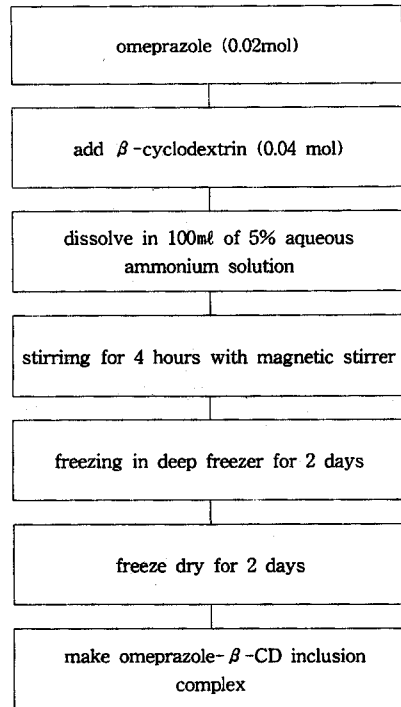 omeprazole (0.02mol)
add β-cyclodextrin (0.04 mol)
dissolve in 100㎖ of 5% aqueous
ammonium solution
stirrimg for 4 hours with magnetic stirrer
freezing in deep freezer for 2 days
freeze dry for 2 days
make omeprazole-β-CD inclusion
complex